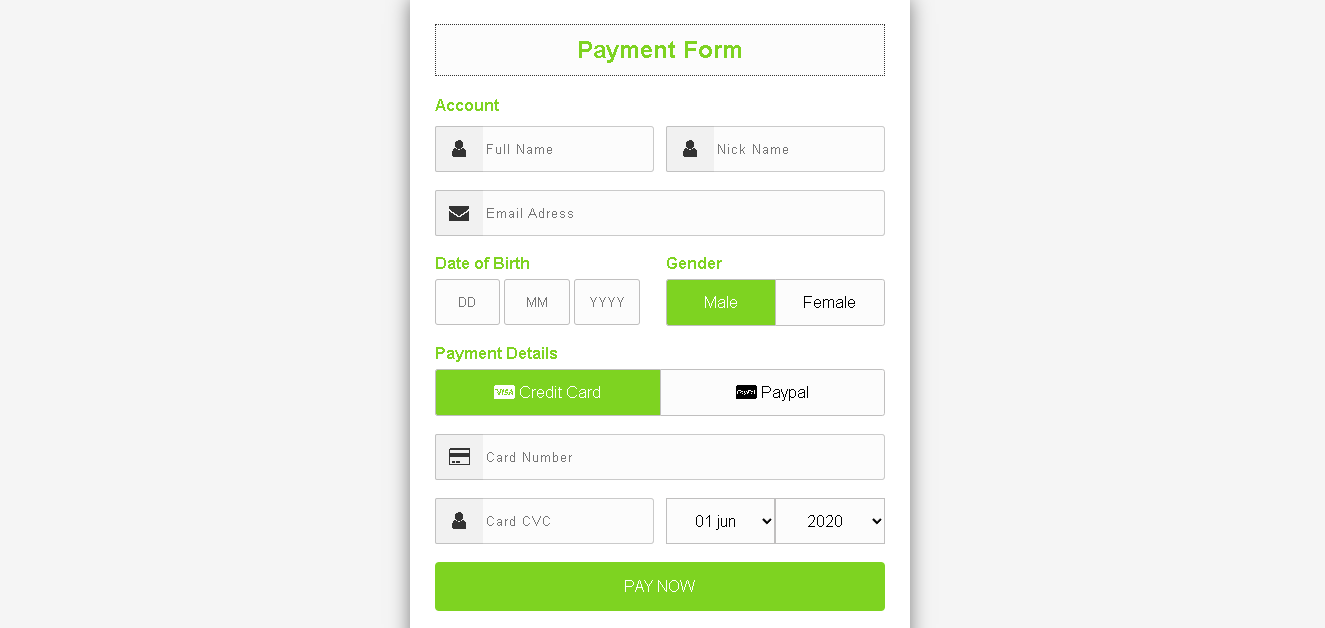 Payment Form
Account
Full Name Nick Name
Email Adress
Date of Birth Gender
DD MM YYYY Male Female
Payment Details
VISA Credit Card PayPal Paypal
Card Number
Card CVC 01 jun 2020
PAY NOW